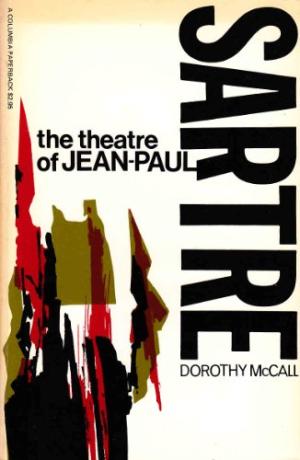 A COLUMBIA PAPERBACK $2.95
the theatre
of JEAN-PAUL
SARTRE
DOROTHY McCALL